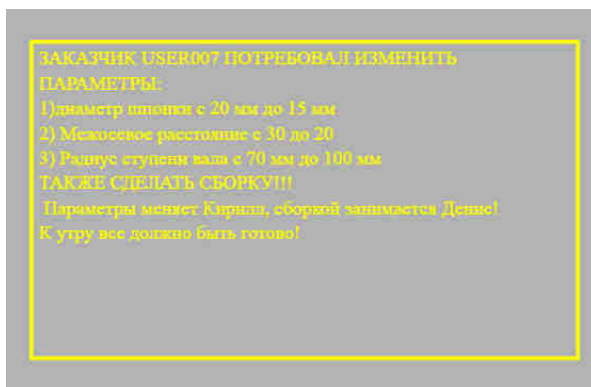 ЗАКАЗЧИК USER007 ПОТРЕБОВАЛ ИЗМЕНИТЬ
ПАРАМЕТРЫ:
1)диаметр шпонки с 20 мм до 15 мм
2) Межосевое расстояние с 30 до 20
3) Радиус ступени вала с 70 мм до 100 мм
ТАКЖЕ СДЕЛАТЬ СБОРКУ!!!
Параметры меняет Кирилл, сборкой занимается Денис!
К утру все должно быть готово!